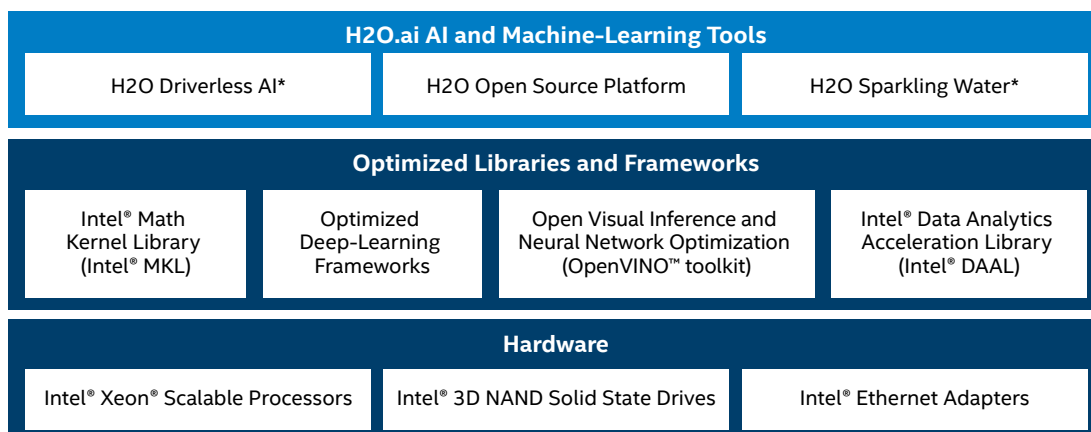 H2O.ai AI and Machine-Learning Tools
H2O Driverless AI*
H2O Open Source Platform
H2O Sparkling Water*
Optimized Libraries and Frameworks
Intel® Math
Kernel Library
(Intel® MKL)
Optimized
Deep-Learning
Frameworks
Open Visual Inference and
Neural Network Optimization
(OpenVINO™ toolkit)
Intel® Data Analytics
Acceleration Library
(Intel® DAAL)
Hardware
Intel® Xeon® Scalable Processors
Intel® 3D NAND Solid State Drives
Intel® Ethernet Adapters